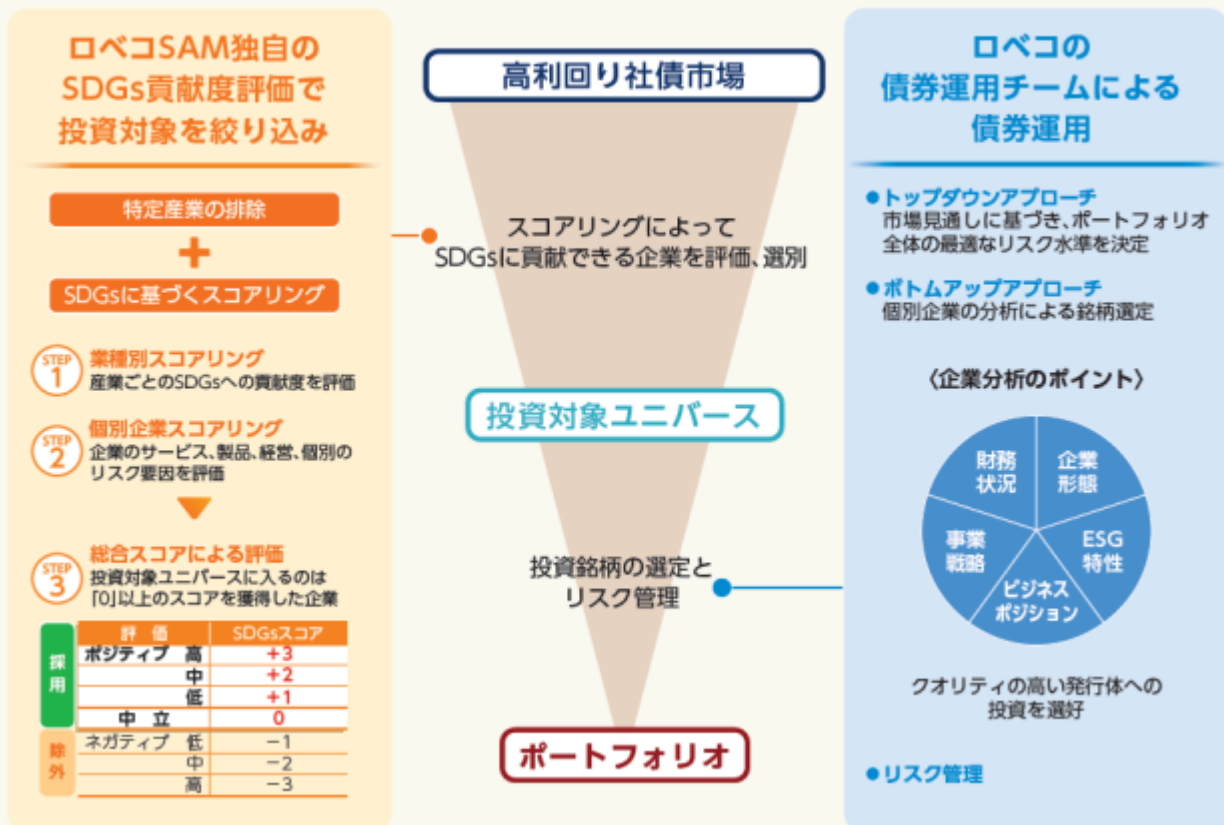 ロベコSAM独自の
SDGs貢献度評価で
投資対象を絞り込み
特定産業の排除
+
SDGsに基づくスコアリング
STEP
1
業種別スコアリング
産業ごとのSDGsへの貢献度を評価
STEP
2
個別企業スコアリング
企業のサービス、製品、経営、個別の
リスク要因を評価
STEP
3
総合スコアによる評価
投資対象ユニバースに入るのは
「0」以上のスコアを獲得した企業
採用
除外
評 価 SDGsスコア
ポジティブ 高 +3
中 +2
低 +1
中 立 0
ネガティブ 低 −1
中 −2
高 −3
高利回り社債市場
スコアリングによって
SDGsに貢献できる企業を評価、選別
投資対象ユニバース
投資銘柄の選定と
リスク管理
ポートフォリオ
ロベコの
債券運用チームによる
債券運用
●トップダウンアプローチ
市場見通しに基づき、ポートフォリオ
全体の最適なリスク水準を決定
●ボトムアップアプローチ
個別企業の分析による銘柄選定
〈企業分析のポイント〉
財務
状況
企業
形態
事業
戦略
ESG
特性
ビジネス
ポジション
クオリティの高い発行体への
投資を選好
●リスク管理